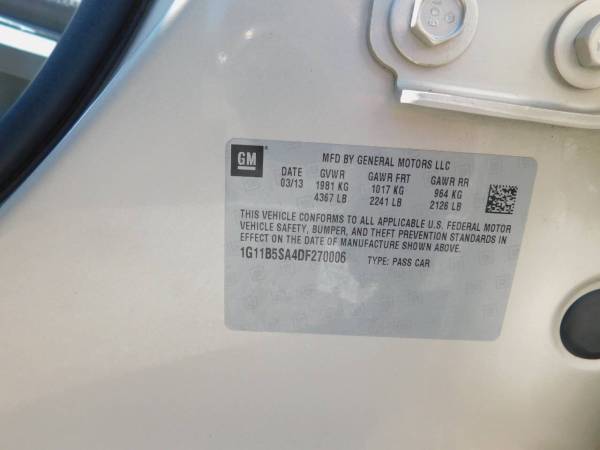 GM
MFD BY GENERAL MOTORS LLC
DATE GVWR GAWR FRT GAWR RR
03/13 1981 KG 1017 KG 964 KG
4367 LB 2241 LB 2126 LB
THIS VEHICLE CONFORMS TO ALL APPLICABLE U.S. FEDERAL MOTOR
VEHICLE SAFETY, BUMPER, AND THEFT PREVENTION STANDARDS IN
EFFECT ON THE DATE OF MANUFACTURE SHOWN ABOVE.
1G11B5SA4DF270006 TYPE: PASS CAR